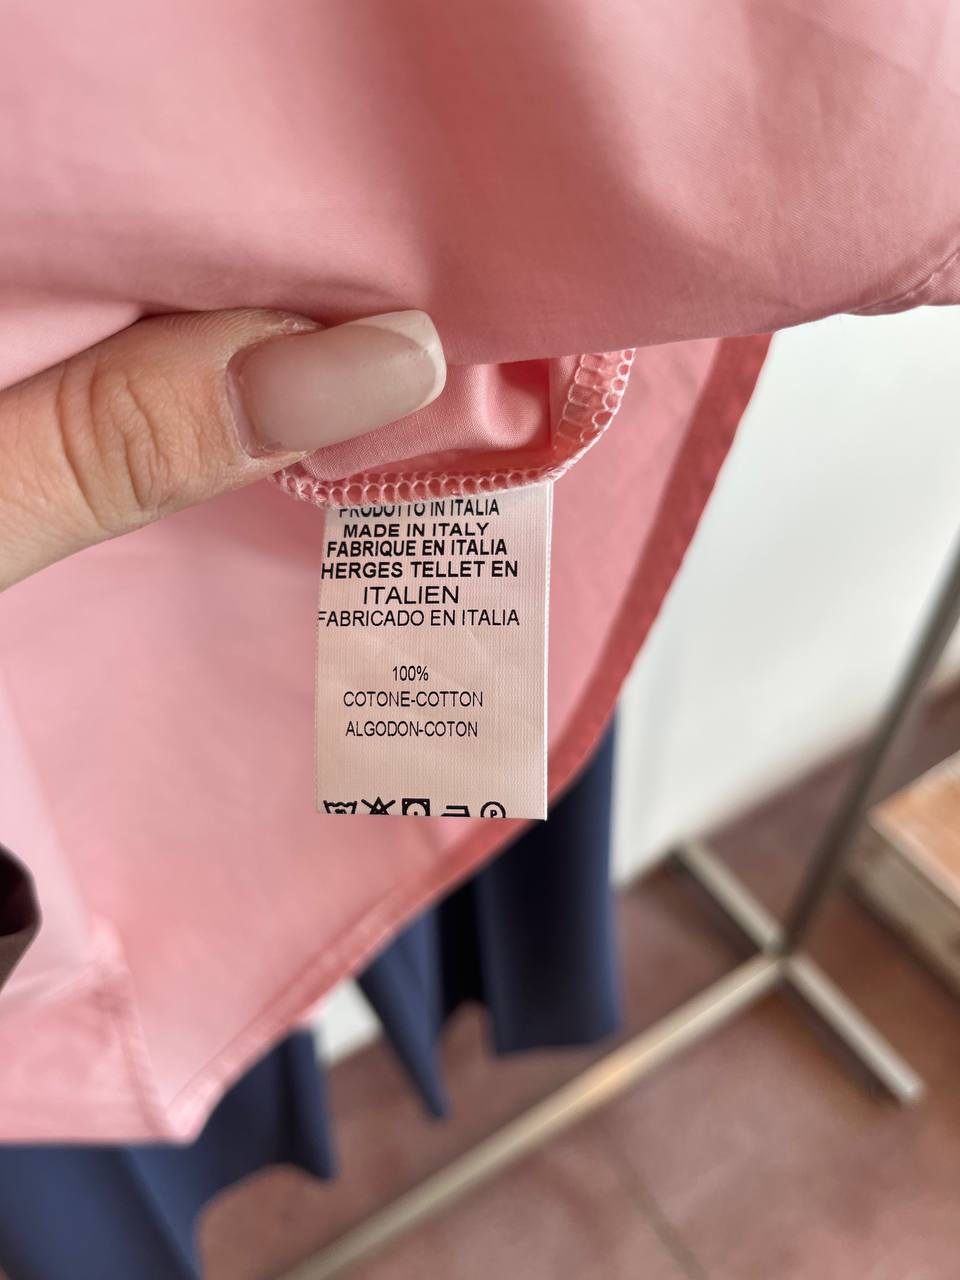 PRODOTTO IN ITALIA
MADE IN ITALY
FABRIQUE EN ITALIA
HERGES TELLET EN
ITALIEN
FABRICADO EN ITALIA
100%
COTONE-COTTON
ALGODON-COTON
P